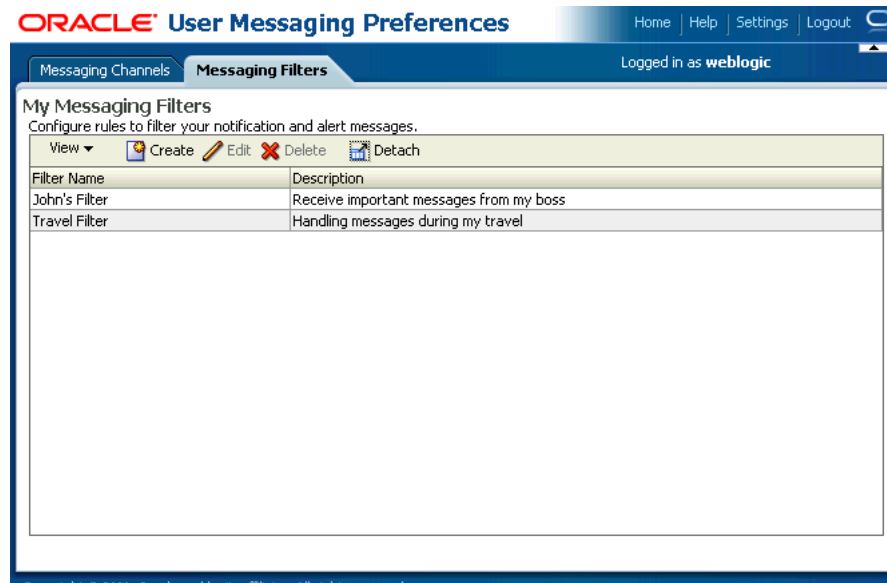 ORACLE User Messaging Preferences
Home | Help | Settings | Logout
Messaging Channels
Messaging Filters
Logged in as weblogic
My Messaging Filters
Configure rules to filter your notification and alert messages.
View Create Edit Delete Detach
Filter Name Description
John's Filter Receive important messages from my boss
Travel Filter Handling messages during my travel